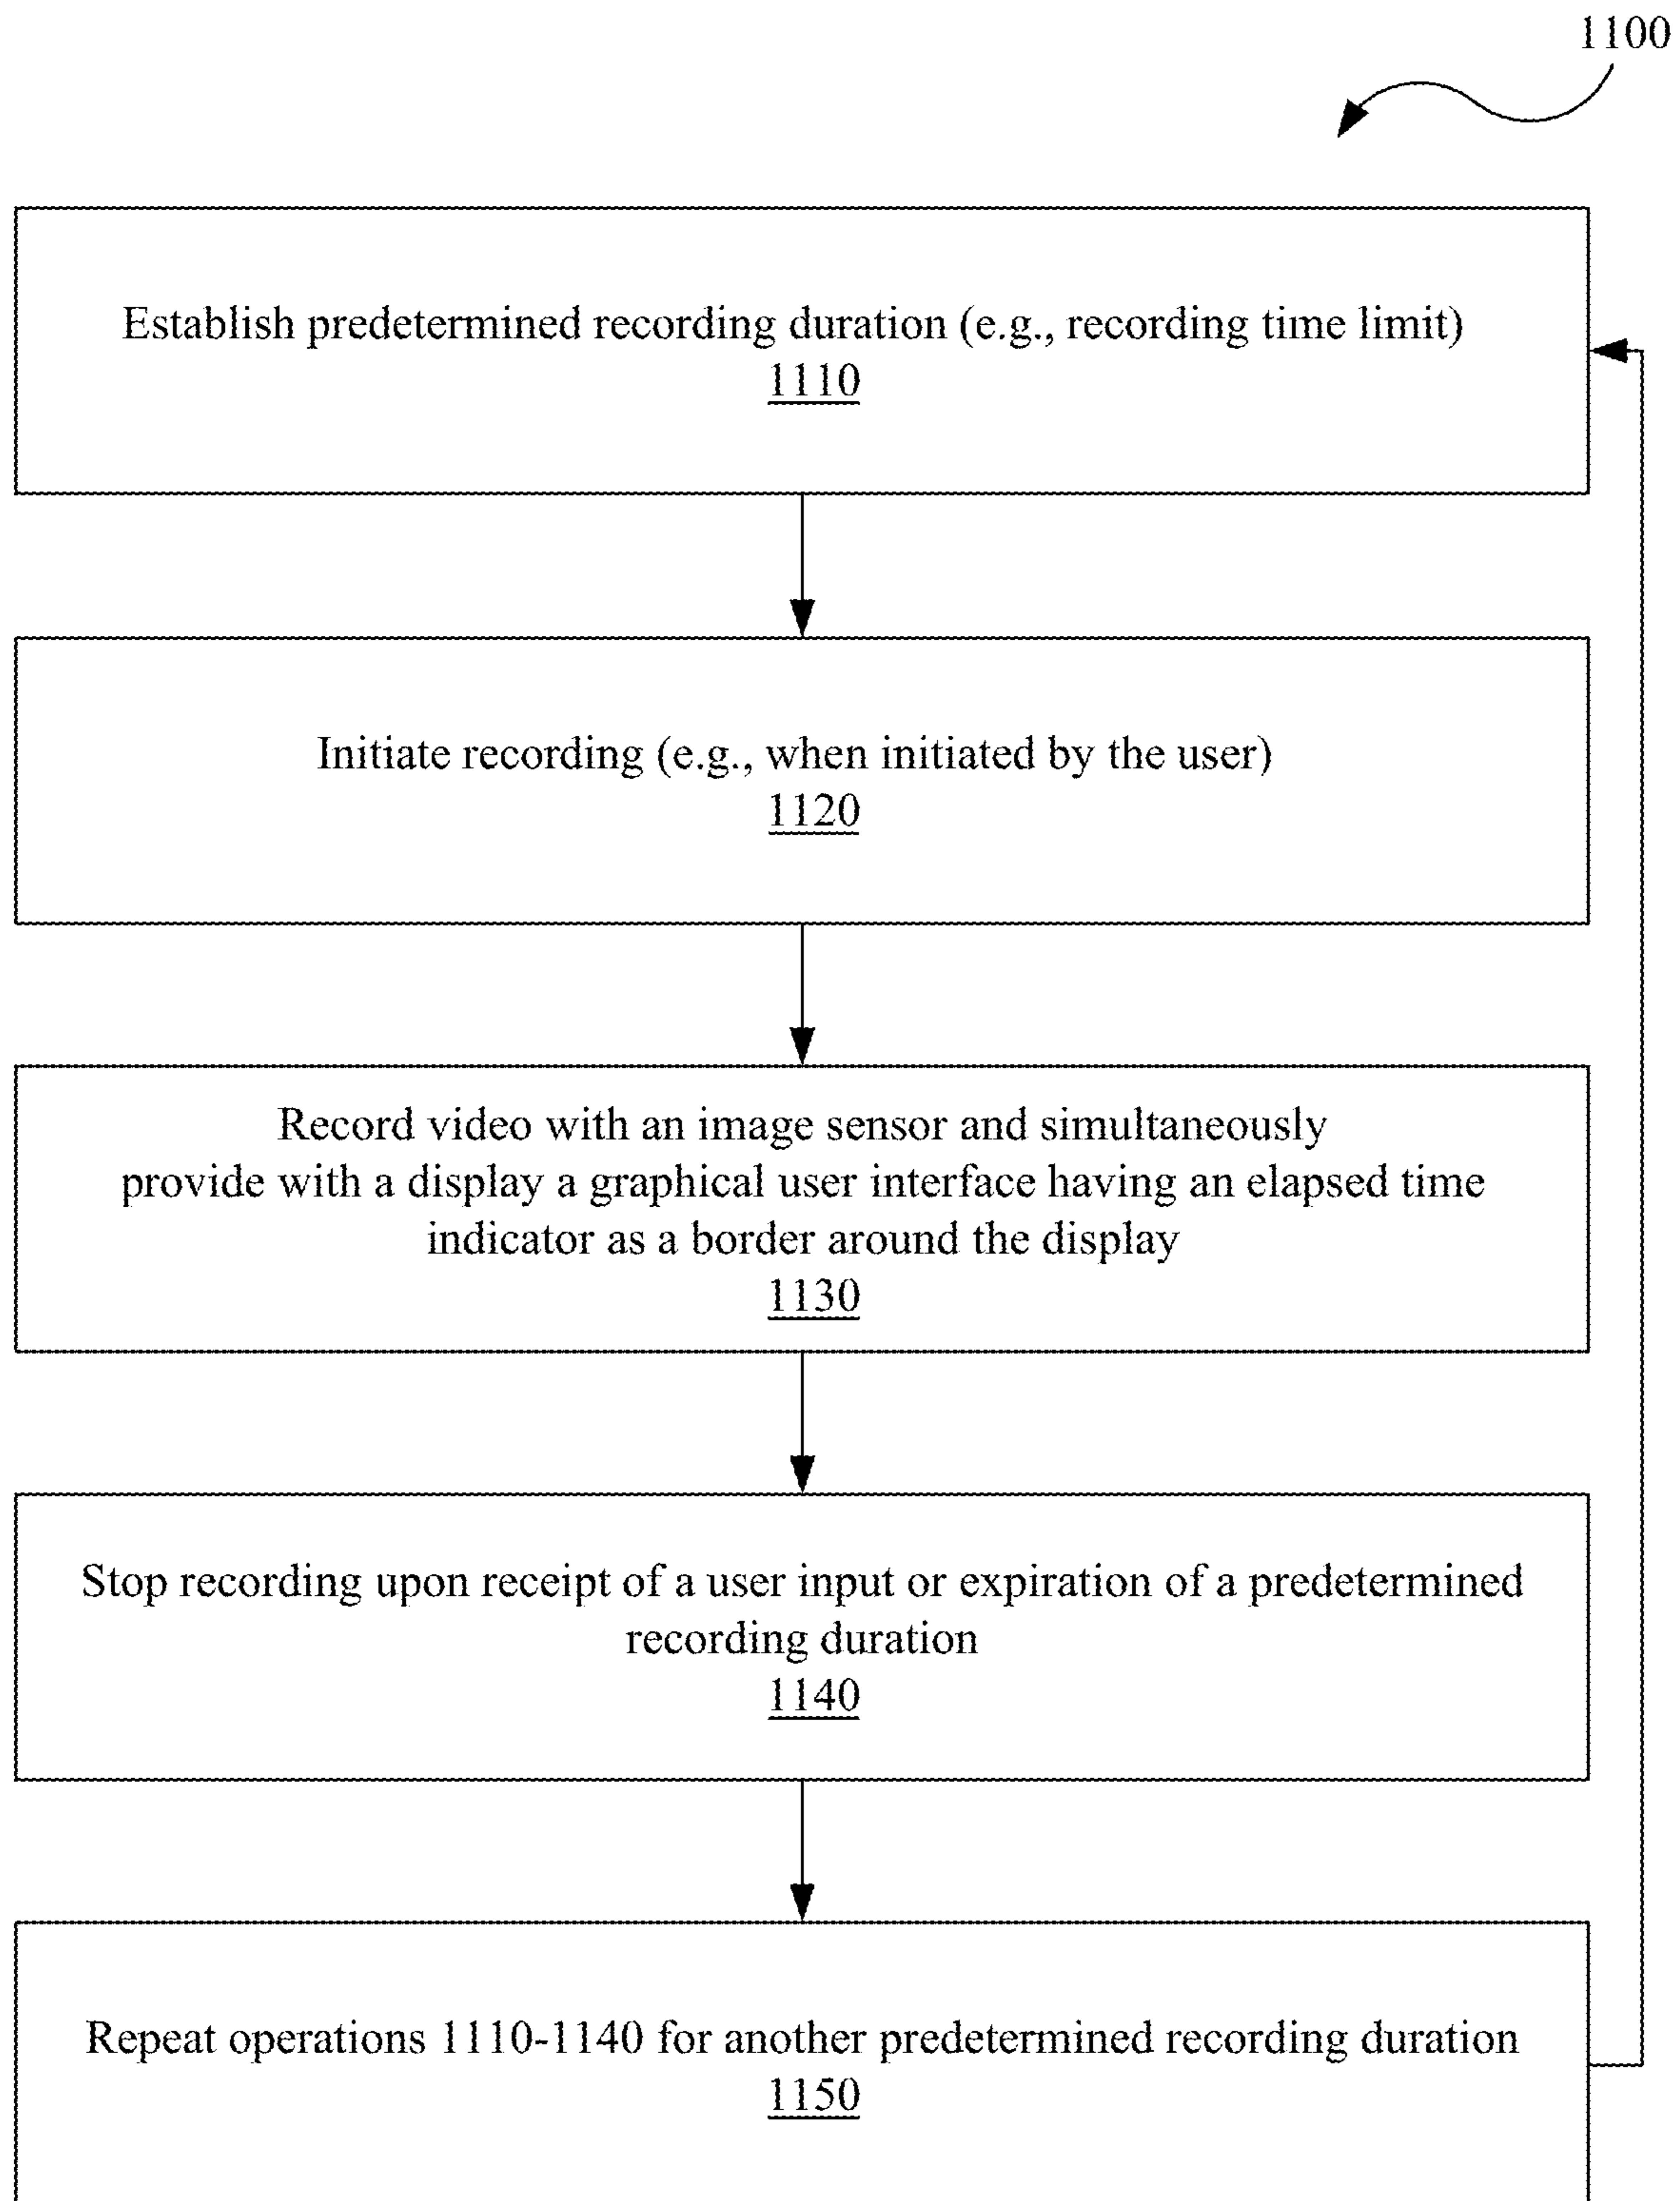 1100
Establish predetermined recording duration (e.g., recording time limit)
1110
Initiate recording (e.g., when initiated by the user)
1120
Record video with an image sensor and simultaneously
provide with a display a graphical user interface having an elapsed time
indicator as a border around the display
1130
Stop recording upon receipt of a user input or expiration of a predetermined
recording duration
1140
Repeat operations 1110-1140 for another predetermined recording duration
1150